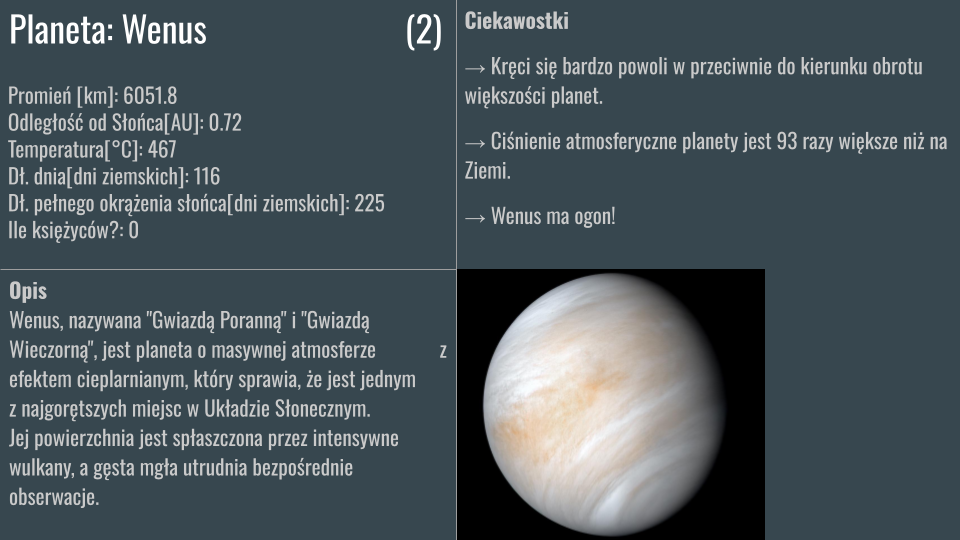 Planeta: Wenus (2)
Promień [km]: 6051.8
Odległość od Słońca[AU]: 0.72
Temperatura[°C]: 467
Dł. dnia[dni ziemskich]: 116
Dł. pełnego okrążenia słońca[dni ziemskich]: 225
Ile księżyców?: 0
Opis
Wenus, nazywana "Gwiazdą Poranną" i "Gwiazdą
Wieczorną", jest planeta o masywnej atmosferze z
efektem cieplarnianym, który sprawia, że jest jednym
z najgorętszych miejsc w Układzie Słonecznym.
Jej powierzchnia jest spłaszczona przez intensywne
wulkany, a gęsta mgła utrudnia bezpośrednie
obserwacje.
Ciekawostki
→ Kręci się bardzo powoli w przeciwnie do kierunku obrotu
większości planet.
→ Ciśnienie atmosferyczne planety jest 93 razy większe niż na
Ziemi.
→ Wenus ma ogon!